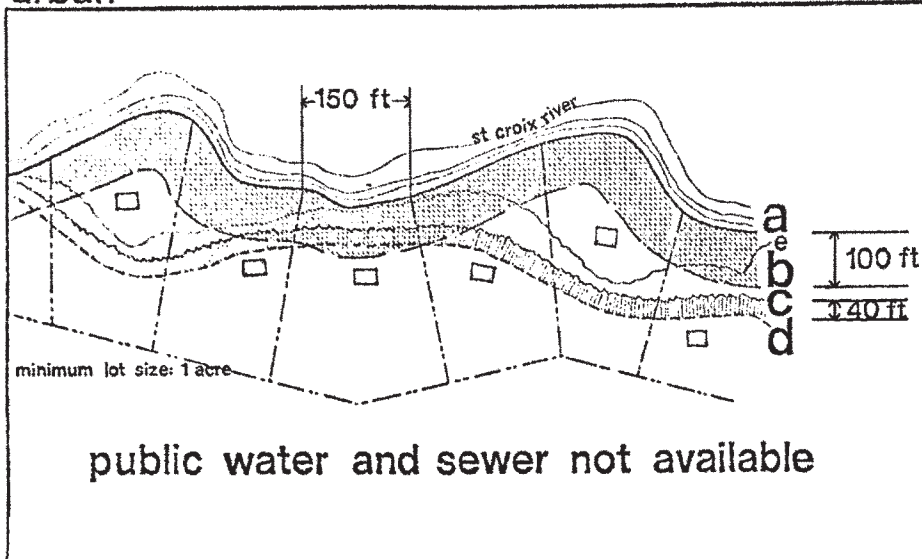 150 ft
st croix river
a
e
b
c
d
100 ft
40 ft
minimum lot size: 1 acre
public water and sewer not available